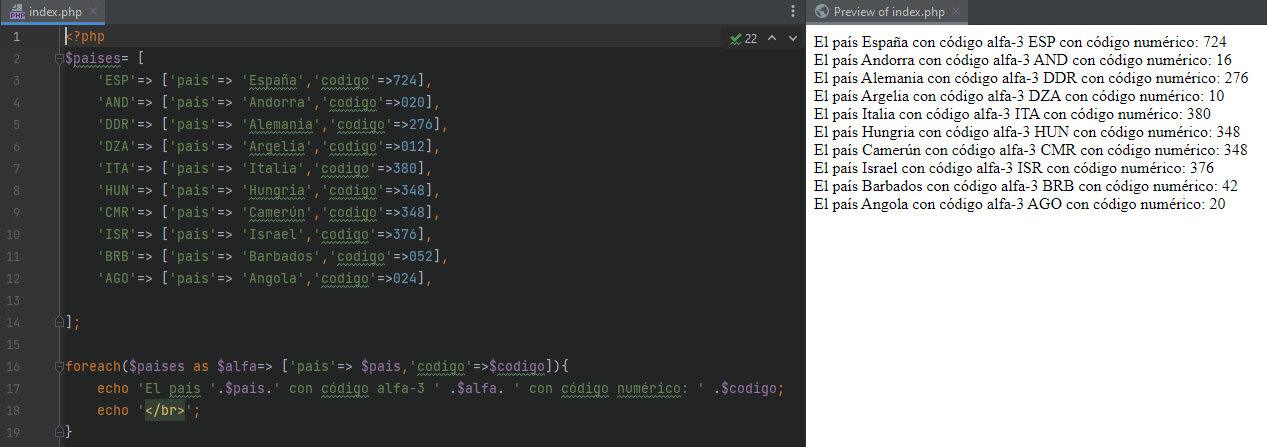 index.php
1 <?php
2 $paises= [
3 'ESP'=> ['pais'=> 'España','codigo'=>724],
4 'AND'=> ['pais'=> 'Andorra','codigo'=>020],
5 'DDR'=> ['pais'=> 'Alemania','codigo'=>276],
6 'DZA'=> ['pais'=> 'Argelia','codigo'=>012],
7 'ITA'=> ['pais'=> 'Italia','codigo'=>380],
8 'HUN'=> ['pais'=> 'Hungria','codigo'=>348],
9 'CMR'=> ['pais'=> 'Camerún','codigo'=>348],
10 'ISR'=> ['pais'=> 'Israel','codigo'=>376],
11 'BRB'=> ['pais'=> 'Barbados','codigo'=>052],
12 'AGO'=> ['pais'=> 'Angola','codigo'=>024],
13
14 ];
15
16 foreach($paises as $alfa=> ['pais'=> $pais,'codigo'=>$codigo]){
17 echo 'El país '.$pais.' con código alfa-3 ' .$alfa. ' con código numérico: ' .$codigo;
18 echo '</br>';
19 }
22
Preview of index.php
El país España con código alfa-3 ESP con código numérico: 724
El país Andorra con código alfa-3 AND con código numérico: 16
El país Alemania con código alfa-3 DDR con código numérico: 276
El país Argelia con código alfa-3 DZA con código numérico: 10
El país Italia con código alfa-3 ITA con código numérico: 380
El país Hungria con código alfa-3 HUN con código numérico: 348
El país Camerún con código alfa-3 CMR con código numérico: 348
El país Israel con código alfa-3 ISR con código numérico: 376
El país Barbados con código alfa-3 BRB con código numérico: 42
El país Angola con código alfa-3 AGO con código numérico: 20